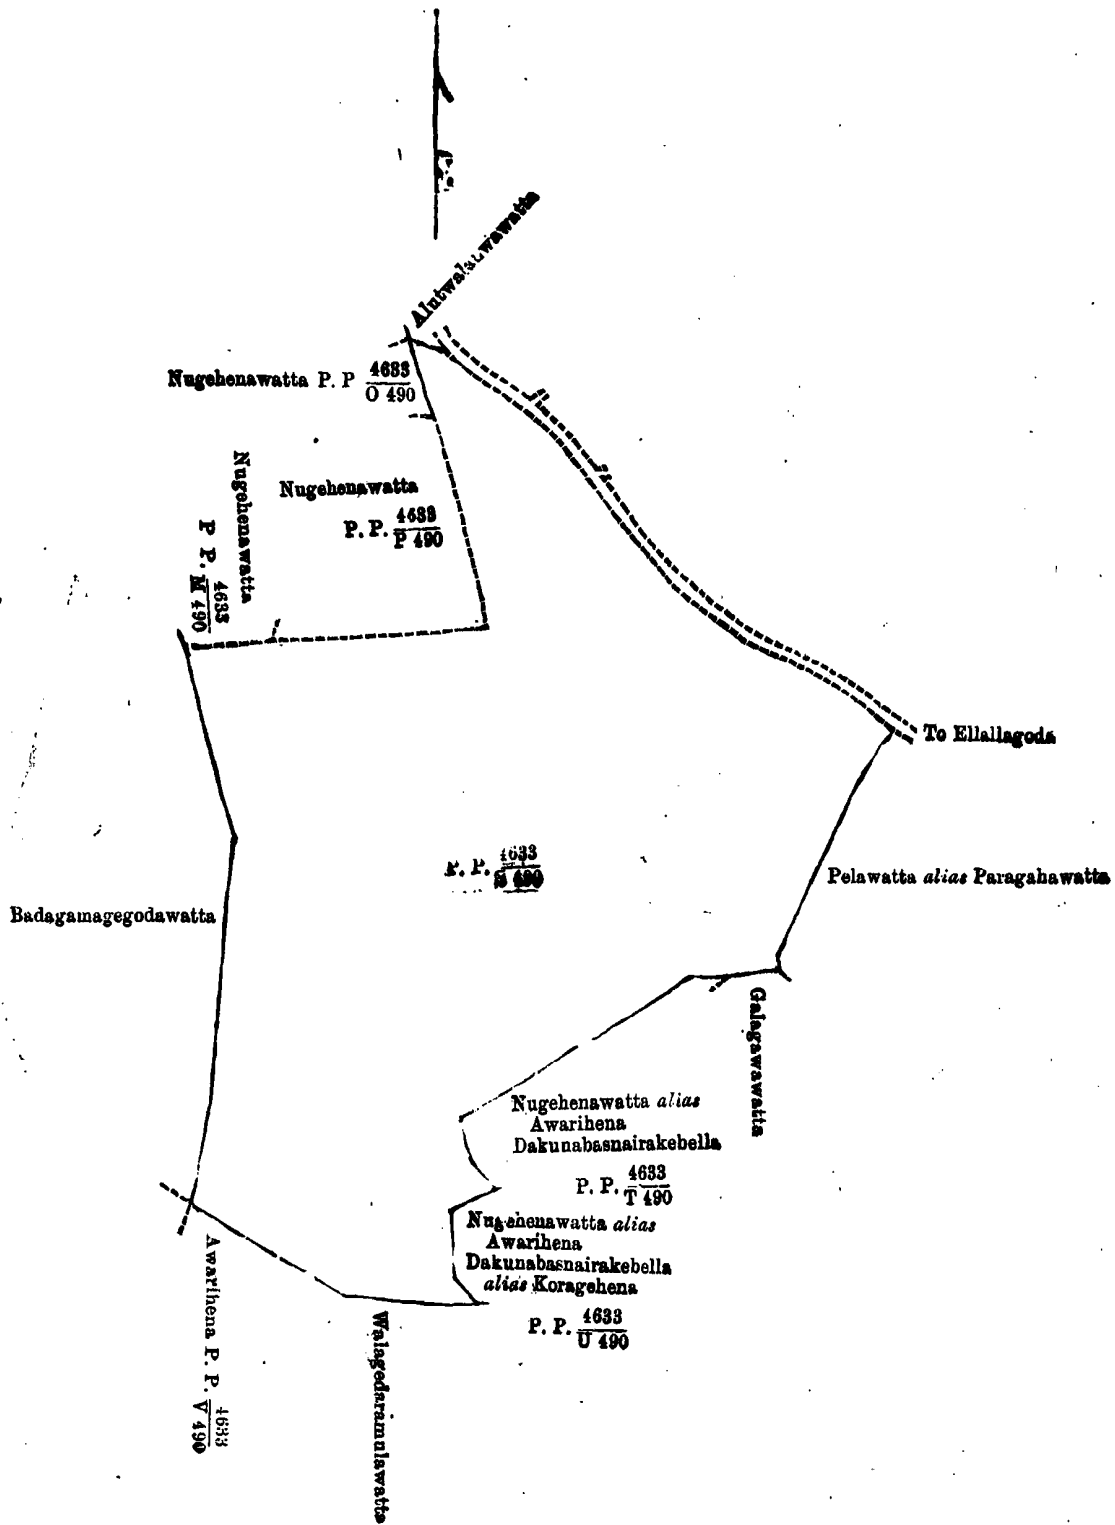 Nugehenawatta P. P 4633
O 490
Nugehenawatta
P. P. 4633
P 490
Nugehenawatta
P P. 4633
M 490
To Ellallagoda
P. P. 4633
490
Pelawatta alias Paragahawatta
Badagamagegodawatta
Galagawawatta
Nugehenawatta alias
Awarihena
Dakunabasnairakebella
P. P. 4633
T 490
Nugehenawatta alias
Awarihena
Dakunabasnairakebella
alias Koragehena
P. P. 4633
U 490
Awarihena P. P. 4633
V 490
Walagedaramulawatta